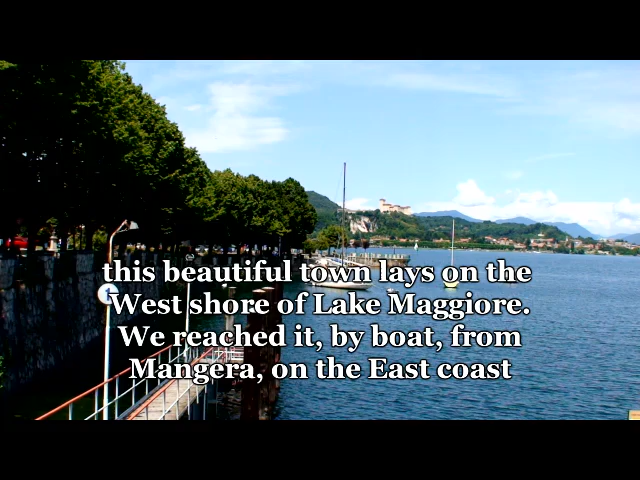 this beautiful town lays on the
West shore of Lake Maggiore.
We reached it, by boat, from
Mangera, on the East coast